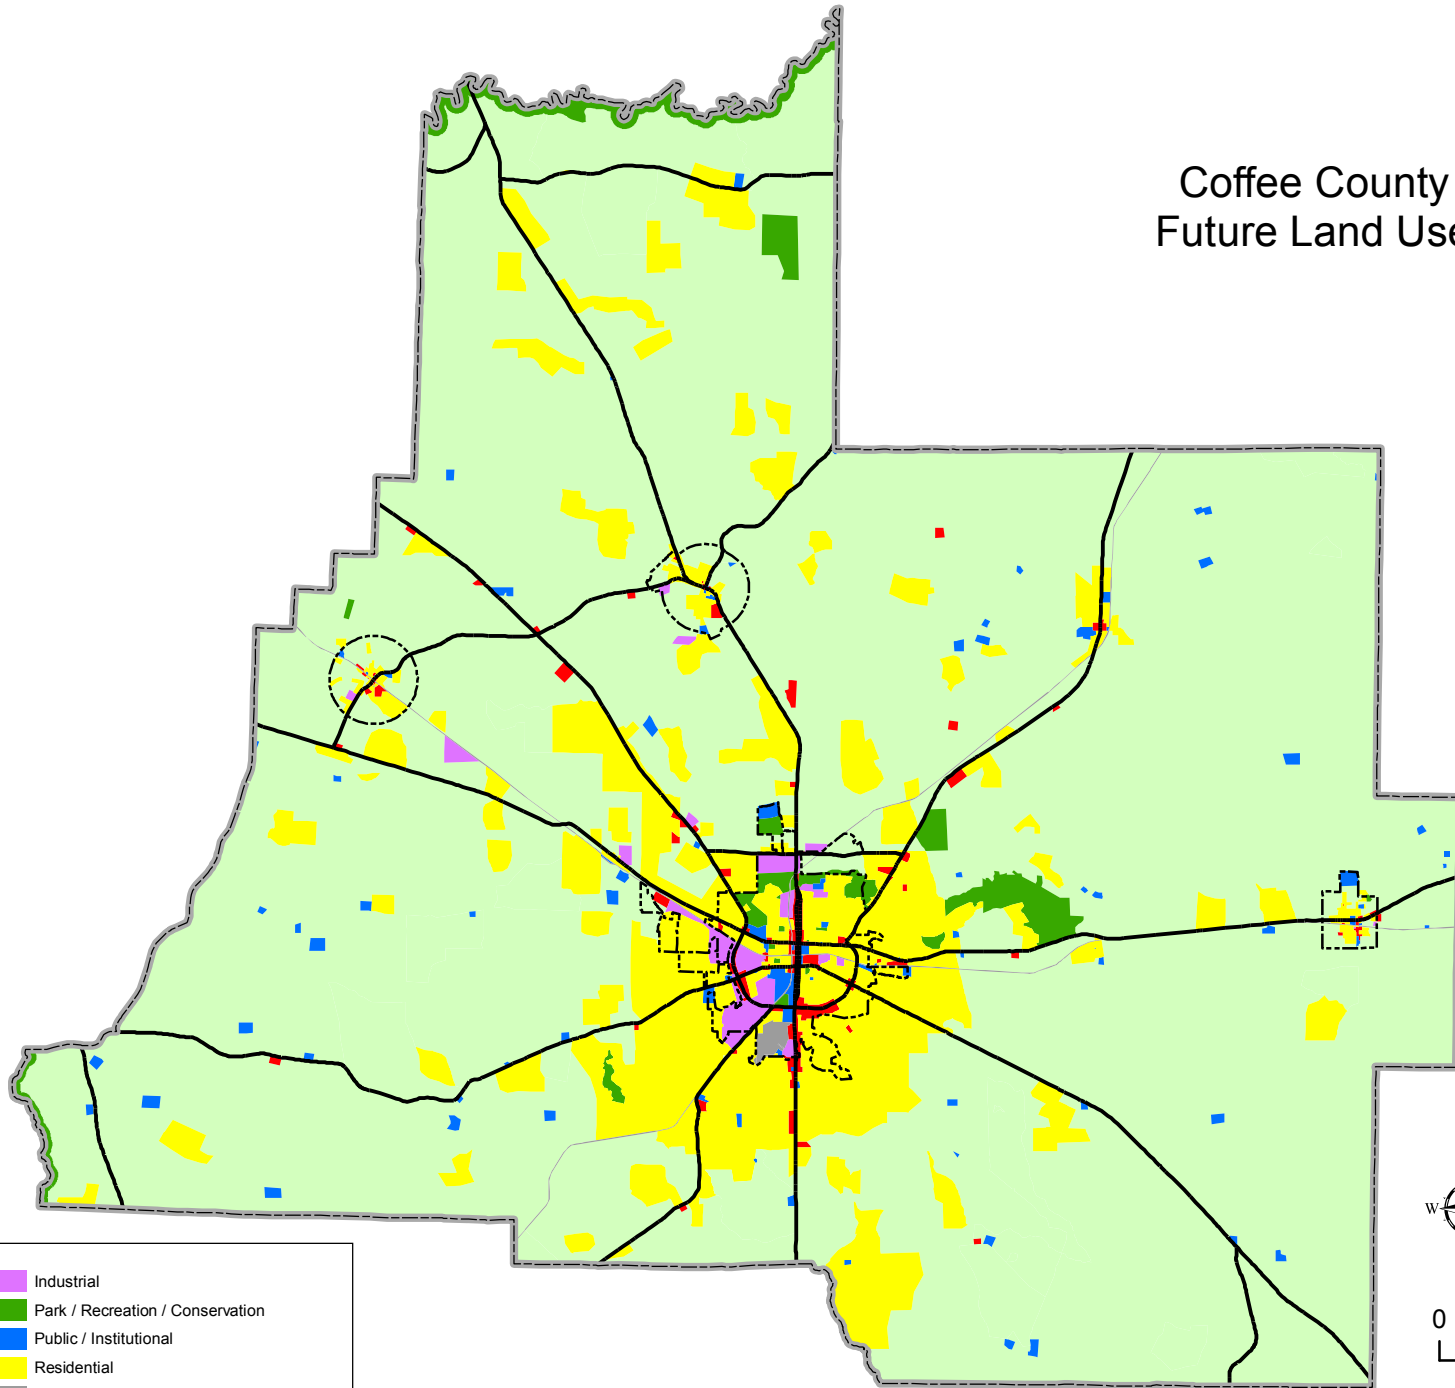 Coffee County
Future Land Use
W
0
Industrial
Park / Recreation / Conservation
Public / Institutional
Residential